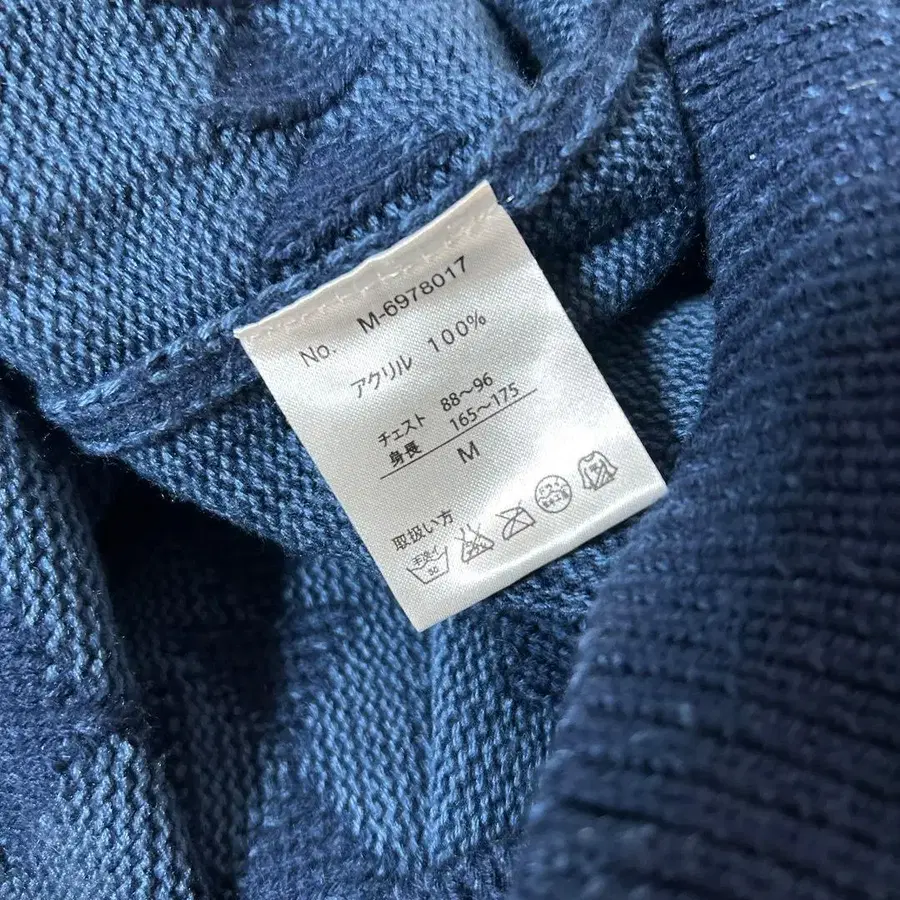 No. M-6978017
アクリル 100%
チェスト 88～96
身長 165～175
M
取扱い方